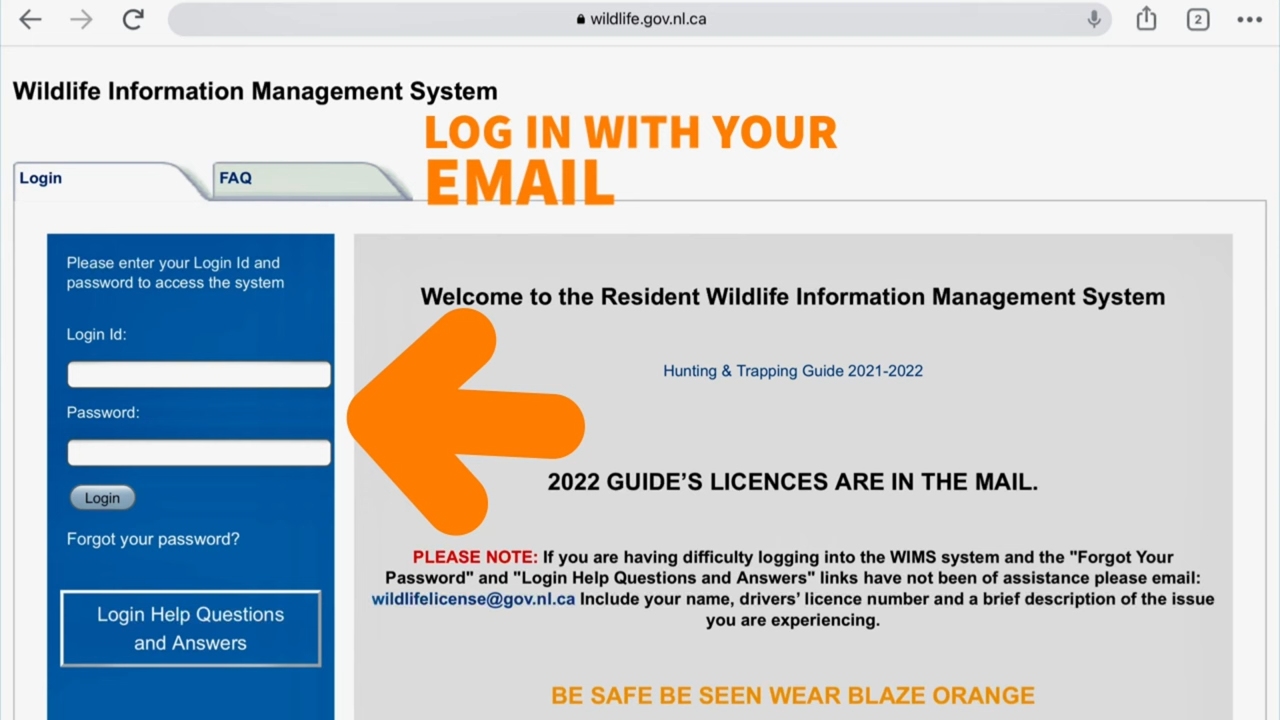 wildlife.gov.nl.ca
2
Wildlife Information Management System
LOG IN WITH YOUR
EMAIL
Login
FAQ
Please enter your Login Id and
password to access the system
Login Id:
Password:
Login
Forgot your password?
Login Help Questions
and Answers
Welcome to the Resident Wildlife Information Management System
Hunting & Trapping Guide 2021-2022
2022 GUIDE’S LICENCES ARE IN THE MAIL.
PLEASE NOTE: If you are having difficulty logging into the WIMS system and the "Forgot Your
Password" and "Login Help Questions and Answers" links have not been of assistance please email:
wildlifelicense@gov.nl.ca Include your name, drivers’ licence number and a brief description of the issue
you are experiencing.
BE SAFE BE SEEN WEAR BLAZE ORANGE